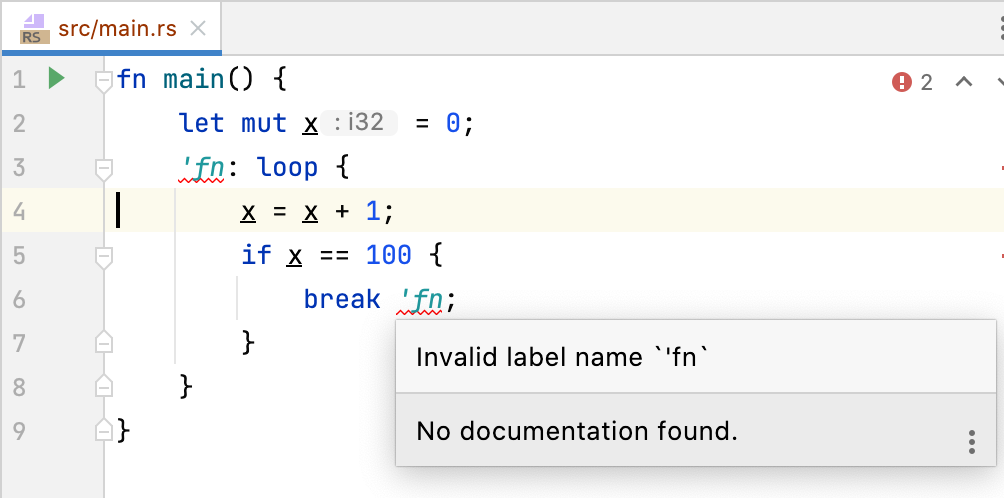 RS src/main.rs
1 fn main() { 2
2 let mut x : i32 = 0;
3 'fn: loop {
4 x = x + 1;
5 if x == 100 {
6 break 'fn;
7 }
8 }
9 }
Invalid label name `'fn`
No documentation found.